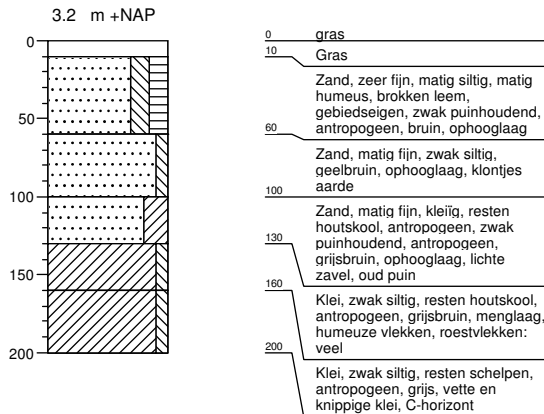 3.2 m +NAP
0
50
100
150
200
0 gras
10 Gras
Zand, zeer fijn, matig siltig, matig
humeus, brokken leem,
gebiedseigen, zwak puinhoudend,
60 antropogeen, bruin, ophooglaag
Zand, matig fijn, zwak siltig,
geelbruin, ophooglaag, klontjes
100 aarde
Zand, matig fijn, kleiïg, resten
houtskool, antropogeen, zwak
130 puinhoudend, antropogeen,
grijsbruin, ophooglaag, lichte
zavel, oud puin
160 Klei, zwak siltig, resten houtskool,
antropogeen, grijsbruin, menglaag,
humeuze vlekken, roestvlekken:
200 veel
Klei, zwak siltig, resten schelpen,
antropogeen, grijs, vette en
knippige klei, C-horizont